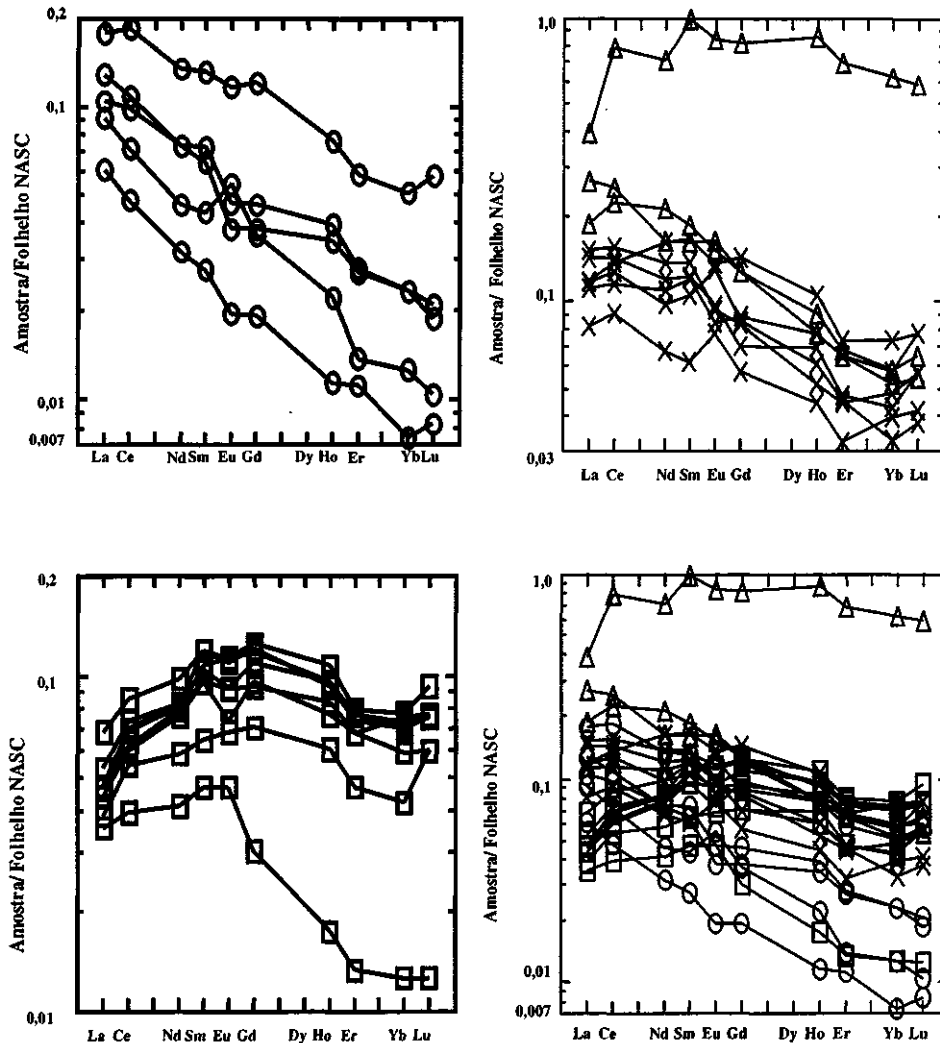 0,2
0,1
0,01
0,007
Amostra/Folhelho NASC
La Ce Nd Sm Eu Gd Dy Ho Er Yb Lu
1,0
0,1
0,03
Amostra/ Folhelho NASC
La Ce Nd Sm Eu Gd Dy Ho Er Yb Lu
0,2
0,1
0,01
Amostra/Folhelho NASC
La Ce Nd Sm Eu Gd Dy Ho Er Yb Lu
1,0
0,1
0,01
0,007
Amostra/Folhelho NASC
La Ce Nd Sm Eu Gd Dy Ho Er Yb Lu